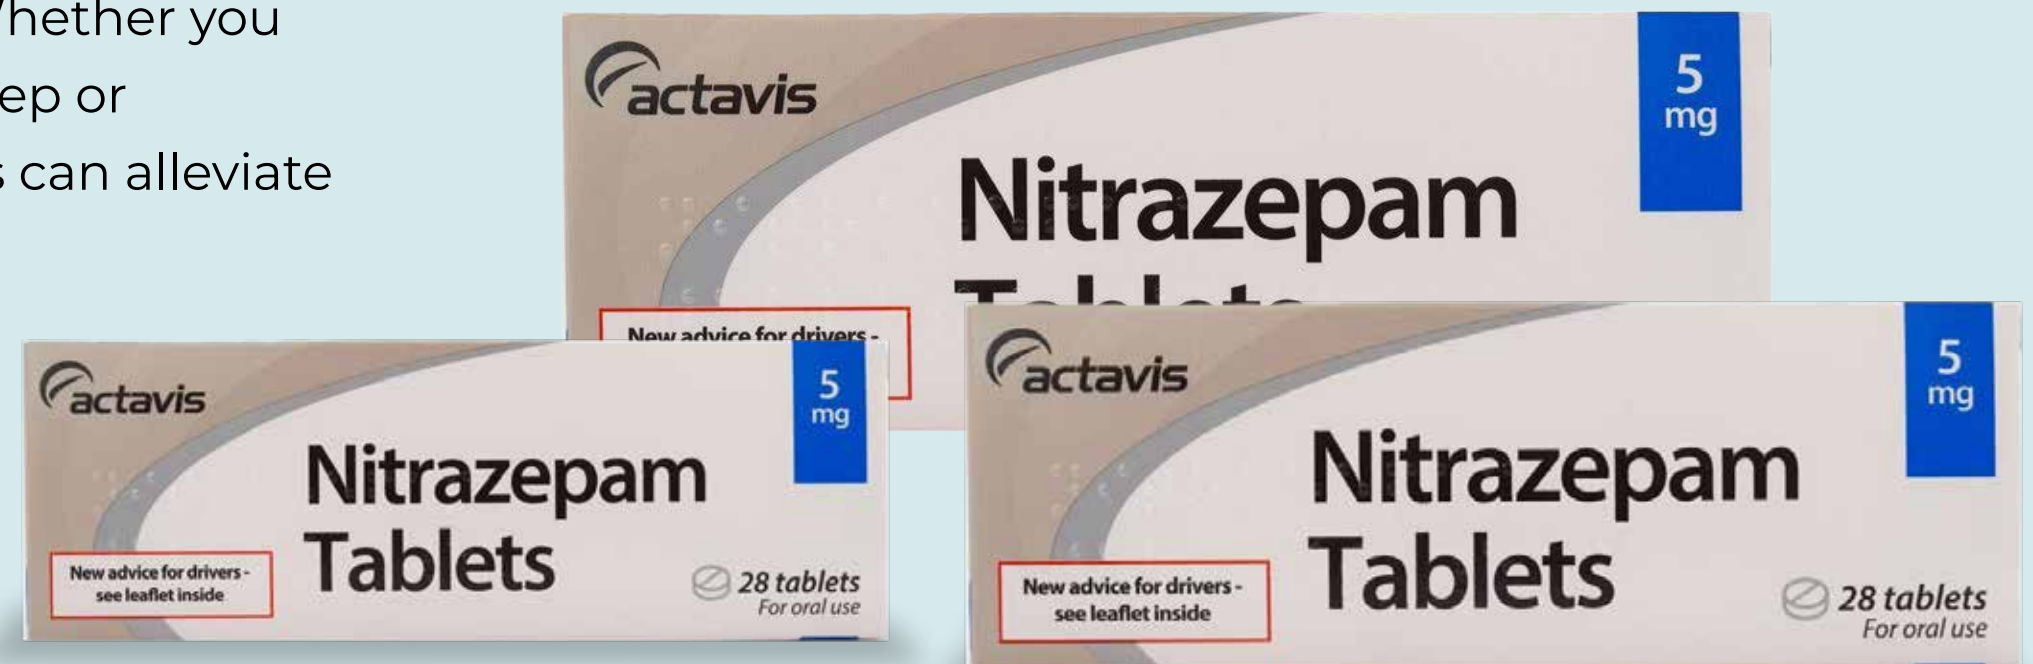 Whether you
ep or
s can alleviate
actavis
5
mg
Nitrazepam
Tablets
New advice for drivers -
actavis
5
mg
Nitrazepam
Tablets
New advice for drivers -
see leaflet inside
28 tablets
For oral use
actavis
5
mg
Nitrazepam
Tablets
New advice for drivers -
see leaflet inside
28 tablets
For oral use